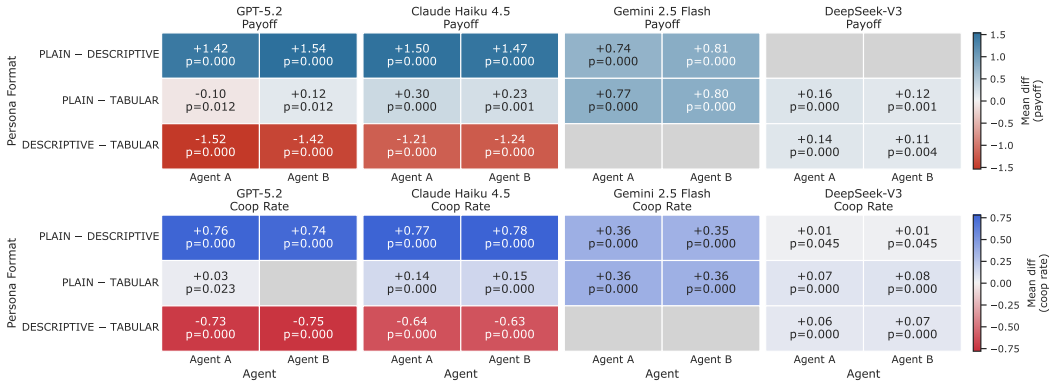 GPT-5.2
Payoff
Claude Haiku 4.5
Payoff
Gemini 2.5 Flash
Payoff
DeepSeek-V3
Payoff
Persona Format
PLAIN − DESCRIPTIVE
+1.42
p=0.000
+1.54
p=0.000
+1.50
p=0.000
+1.47
p=0.000
+0.74
p=0.000
+0.81
p=0.000
PLAIN − TABULAR
-0.10
p=0.012
+0.12
p=0.012
+0.30
p=0.000
+0.23
p=0.001
+0.77
p=0.000
+0.80
p=0.000
+0.16
p=0.000
+0.12
p=0.001
DESCRIPTIVE − TABULAR
-1.52
p=0.000
-1.42
p=0.000
-1.21
p=0.000
-1.24
p=0.000
+0.14
p=0.000
+0.11
p=0.004
Agent A
Agent B
Agent A
Agent B
Agent A
Agent B
Agent A
Agent B
1.5
1.0
0.5
0.0
−0.5
−1.0
−1.5
Mean diff
(payoff)
GPT-5.2
Coop Rate
Claude Haiku 4.5
Coop Rate
Gemini 2.5 Flash
Coop Rate
DeepSeek-V3
Coop Rate
Persona Format
PLAIN − DESCRIPTIVE
+0.76
p=0.000
+0.74
p=0.000
+0.77
p=0.000
+0.78
p=0.000
+0.36
p=0.000
+0.35
p=0.000
+0.01
p=0.045
+0.01
p=0.045
PLAIN − TABULAR
+0.03
p=0.023
+0.14
p=0.000
+0.15
p=0.000
+0.36
p=0.000
+0.36
p=0.000
+0.07
p=0.000
+0.08
p=0.000
DESCRIPTIVE − TABULAR
-0.73
p=0.000
-0.75
p=0.000
-0.64
p=0.000
-0.63
p=0.000
+0.06
p=0.000
+0.07
p=0.000
Agent A
Agent B
Agent A
Agent B
Agent A
Agent B
Agent A
Agent B
Agent
Agent
Agent
Agent
0.75
0.50
0.25
0.00
−0.25
−0.50
−0.75
Mean diff
(coop rate)